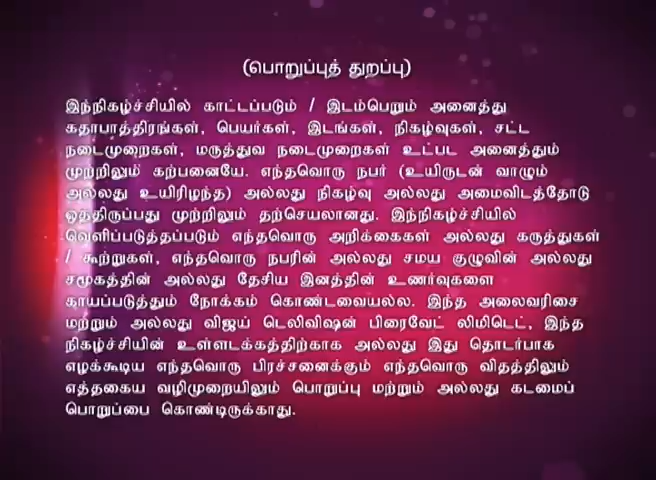 (பொறுப்புத் துறப்பு)
இந்நிகழ்ச்சியில் காட்டப்படும் / இடம்பெறும் அனைத்து
கதாபாத்திரங்கள், பெயர்கள், இடங்கள், நிகழ்வுகள், சட்ட
நடைமுறைகள், மருத்துவ நடைமுறைகள் உட்பட அனைத்தும்
முற்றிலும் கற்பனையே. எந்தவொரு நபர் (உயிருடன் வாழும்
அல்லது உயிரிழந்த) அல்லது நிகழ்வு அல்லது அமைவிடத்தோடு
ஒத்திருப்பது முற்றிலும் தற்செயலானது. இந்நிகழ்ச்சியில்
வெளிப்படுத்தப்படும் எந்தவொரு அறிக்கைகள் அல்லது கருத்துகள்
/ கூற்றுகள், எந்தவொரு நபரின் அல்லது சமய குழுவின் அல்லது
சமூகத்தின் அல்லது தேசிய இனத்தின் உணர்வுகளை
காயப்படுத்தும் நோக்கம் கொண்டவையல்ல. இந்த அலைவரிசை
மற்றும் அல்லது விஜய் டெலிவிஷன் பிரைவேட் லிமிடெட், இந்த
நிகழ்ச்சியின் உள்ளடக்கத்திற்காக அல்லது இது தொடர்பாக
எழக்கூடிய எந்தவொரு பிரச்சனைக்கும் எந்தவொரு விதத்திலும்
எத்தகைய வழிமுறையிலும் பொறுப்பு மற்றும் அல்லது கடமைப்
பொறுப்பை கொண்டிருக்காது.